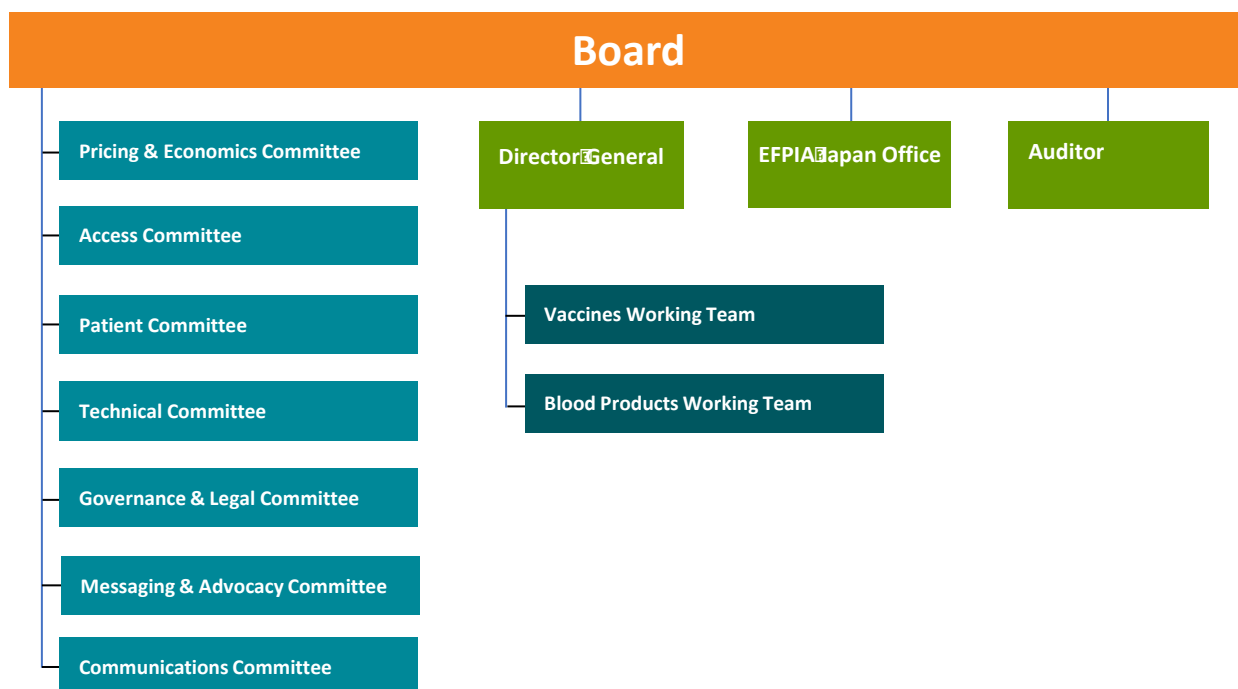 Board
Pricing & Economics Committee
Access Committee
Patient Committee
Technical Committee
Governance & Legal Committee
Messaging & Advocacy Committee
Communications Committee
Director General
EFPIA Japan Office
Auditor
Vaccines Working Team
Blood Products Working Team